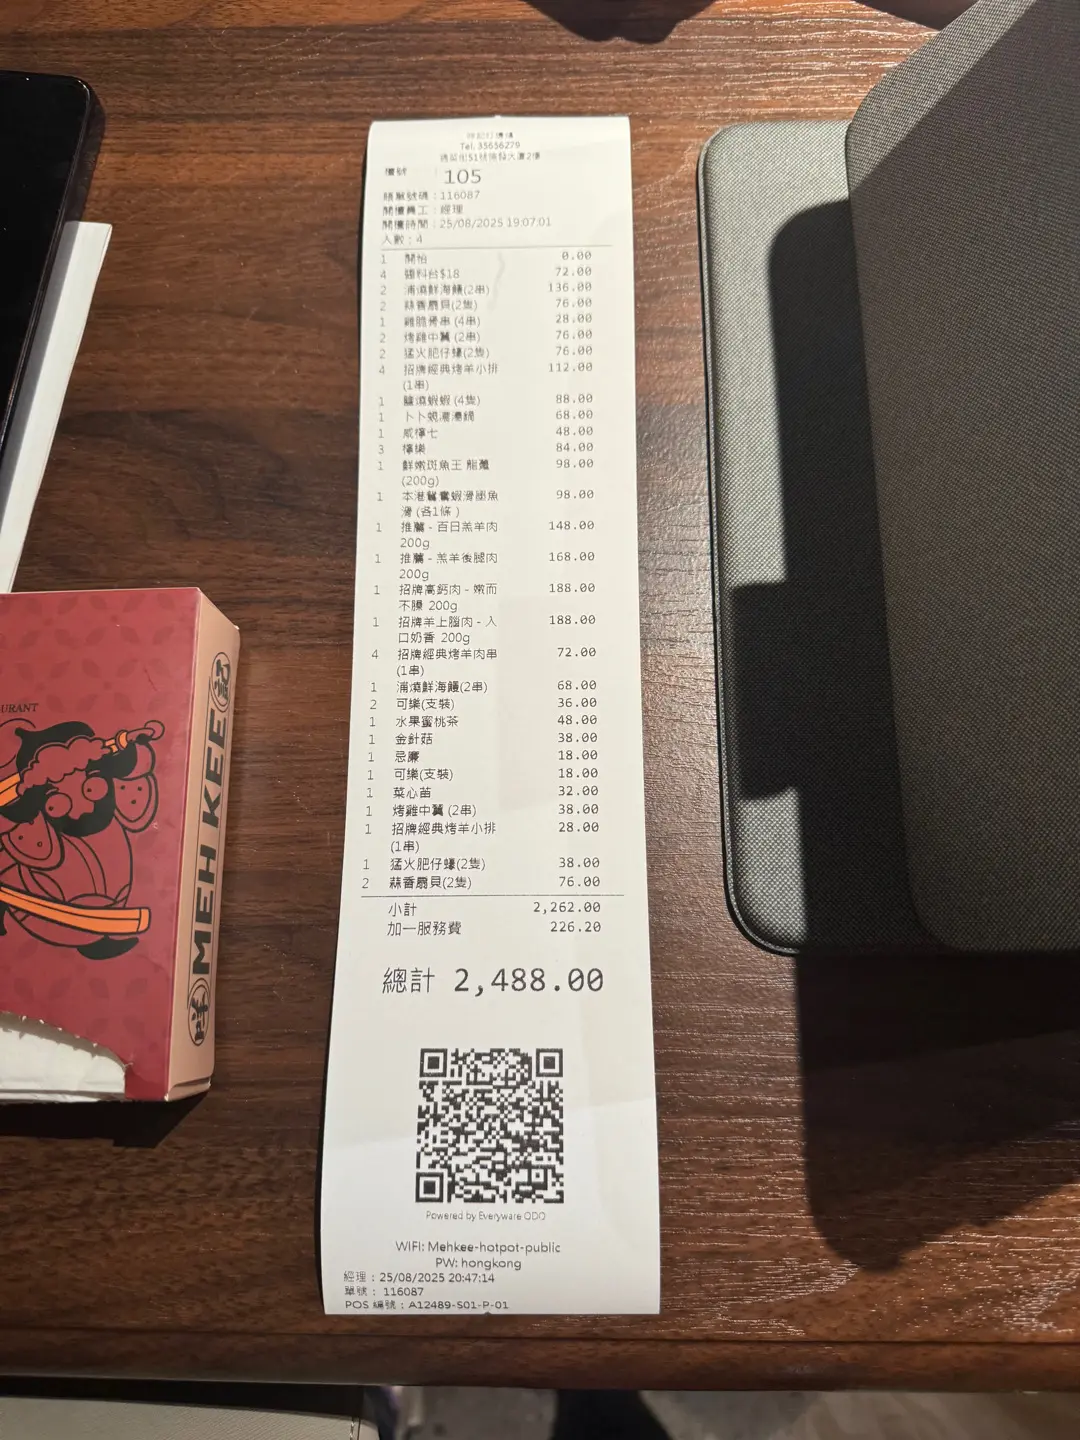 Tel. 35656279
檯號 : 105
賬單號碼 : 116087
開檯員工 : 經理
開檯時間 : 25/08/2025 19:07:01
人數 : 4
1 開枱 0.00
4 醬料台$18 72.00
2 浦燒鮮海鰻(2串) 136.00
2 蒜香扇貝(2隻) 76.00
1 雞脆骨串 (4串) 28.00
2 烤雞中翼 (2串) 76.00
2 猛火肥仔蠔(2隻) 76.00
4 招牌經典烤羊小排 112.00
(1串)
1 爐燒蝦蝦 (4隻) 88.00
1 卜卜蜆 68.00
1 咸檸七 48.00
3 檸樂 84.00
1 鮮嫩斑魚王 龍躉 98.00
(200g)
1 本港鴛鴦蝦滑墨魚 98.00
滑 (各1條 )
1 推薦 - 百日羔羊肉 148.00
200g
1 推薦 - 羔羊後腿肉 168.00
200g
1 招牌高鈣肉 - 嫩而 188.00
不膻 200g
1 招牌羊上腦肉 - 入 188.00
口奶香 200g
4 招牌經典烤羊肉串 72.00
(1串)
1 浦燒鮮海鰻(2串) 68.00
2 可樂(支裝) 36.00
1 水果蜜桃茶 48.00
1 金針菇 38.00
1 忌廉 18.00
1 可樂(支裝) 18.00
1 菜心苗 32.00
1 烤雞中翼 (2串) 38.00
1 招牌經典烤羊小排 28.00
(1串)
1 猛火肥仔蠔(2隻) 38.00
2 蒜香扇貝(2隻) 76.00
小計 2,262.00
加一服務費 226.20
總計 2,488.00
Powered by Everyware ODO
WIFI: Mehkee-hotpot-public
PW: hongkong
經理 : 25/08/2025 20:47:14
單號 : 116087
POS 編號 : A12489-S01-P-01
URANT
咩 MEH KEE 記